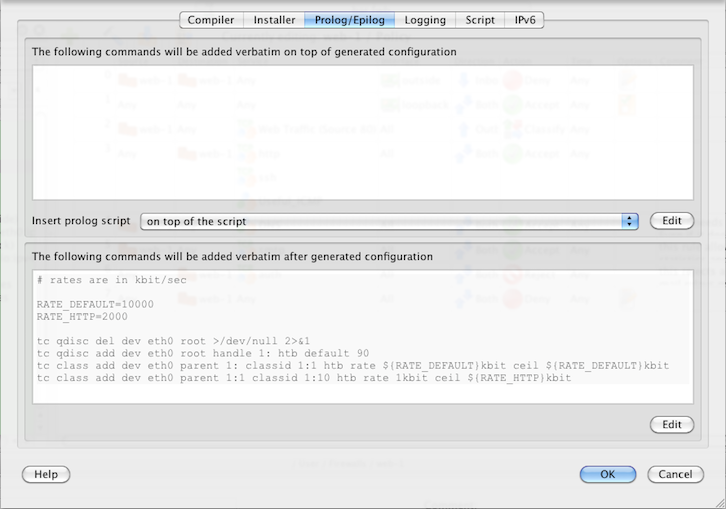 Compiler Installer Prolog/Epilog Logging Script IPv6
The following commands will be added verbatim on top of generated configuration
Insert prolog script on top of the script Edit
The following commands will be added verbatim after generated configuration
# rates are in kbit/sec
RATE_DEFAULT=10000
RATE_HTTP=2000
tc qdisc del dev eth0 root >/dev/null 2>&1
tc qdisc add dev eth0 root handle 1: htb default 90
tc class add dev eth0 parent 1: classid 1:1 htb rate ${RATE_DEFAULT}kbit ceil ${RATE_DEFAULT}kbit
tc class add dev eth0 parent 1:1 classid 1:10 htb rate 1kbit ceil ${RATE_HTTP}kbit
Edit
Help OK Cancel